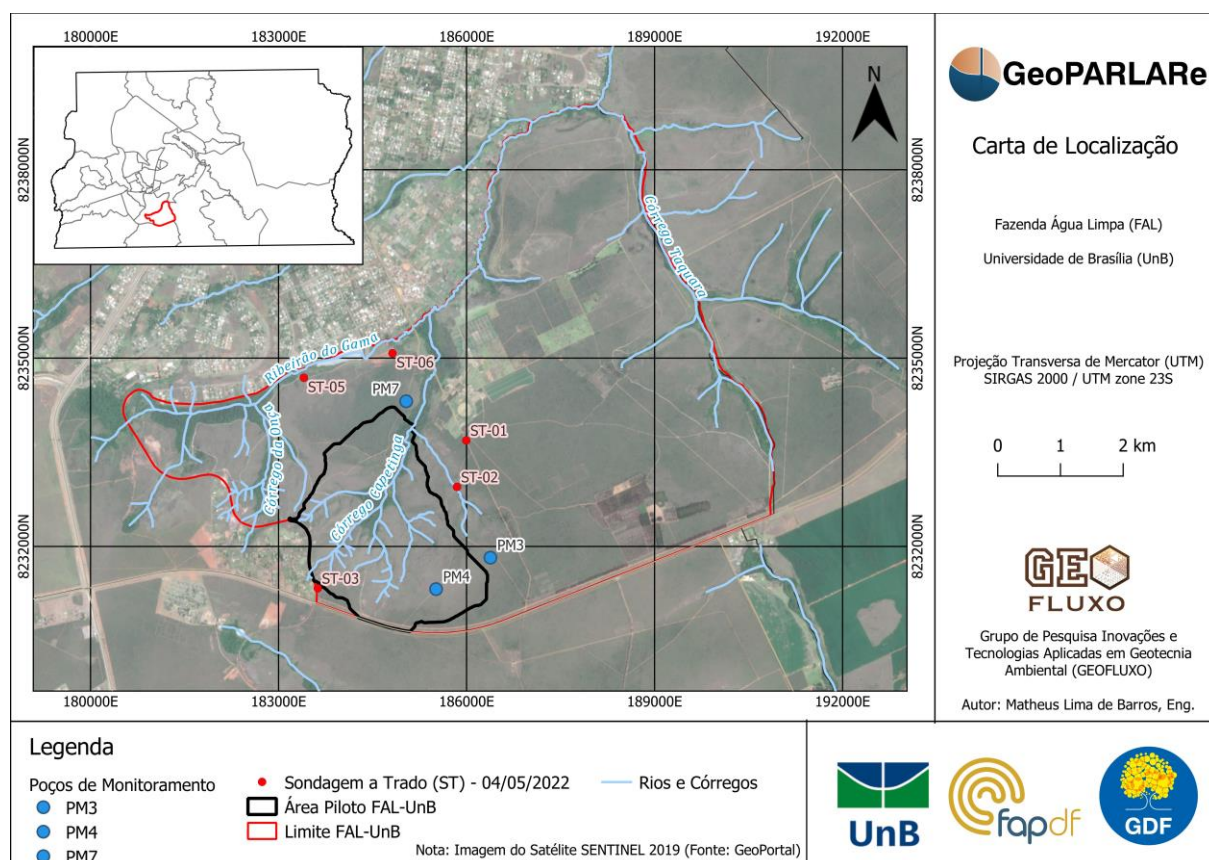 180000E
183000E
186000E
189000E
192000E
8238000N
8235000N
8232000N
8238000N
8235000N
8232000N
N
Córrego Taquara
Ribeirão do Gama
ST-06
ST-05
PM7
Córrego da Onça
ST-01
Córrego Capetinga
ST-02
PM3
ST-03
PM4
180000E
183000E
186000E
189000E
192000E
GeoPARLARe
Carta de Localização
Fazenda Água Limpa (FAL)
Universidade de Brasília (UnB)
Projeção Transversa de Mercator (UTM)
SIRGAS 2000 / UTM zone 23S
0 1 2 km
GEO
FLUXO
Grupo de Pesquisa Inovações e
Tecnologias Aplicadas em Geotecnia
Ambiental (GEOFLUXO)
Autor: Matheus Lima de Barros, Eng.
Legenda
Poços de Monitoramento
PM3
PM4
PM7
Sondagem a Trado (ST) - 04/05/2022
Área Piloto FAL-UnB
Limite FAL-UnB
Rios e Córregos
Nota: Imagem do Satélite SENTINEL 2019 (Fonte: GeoPortal)
UnB
fapdf
GDF